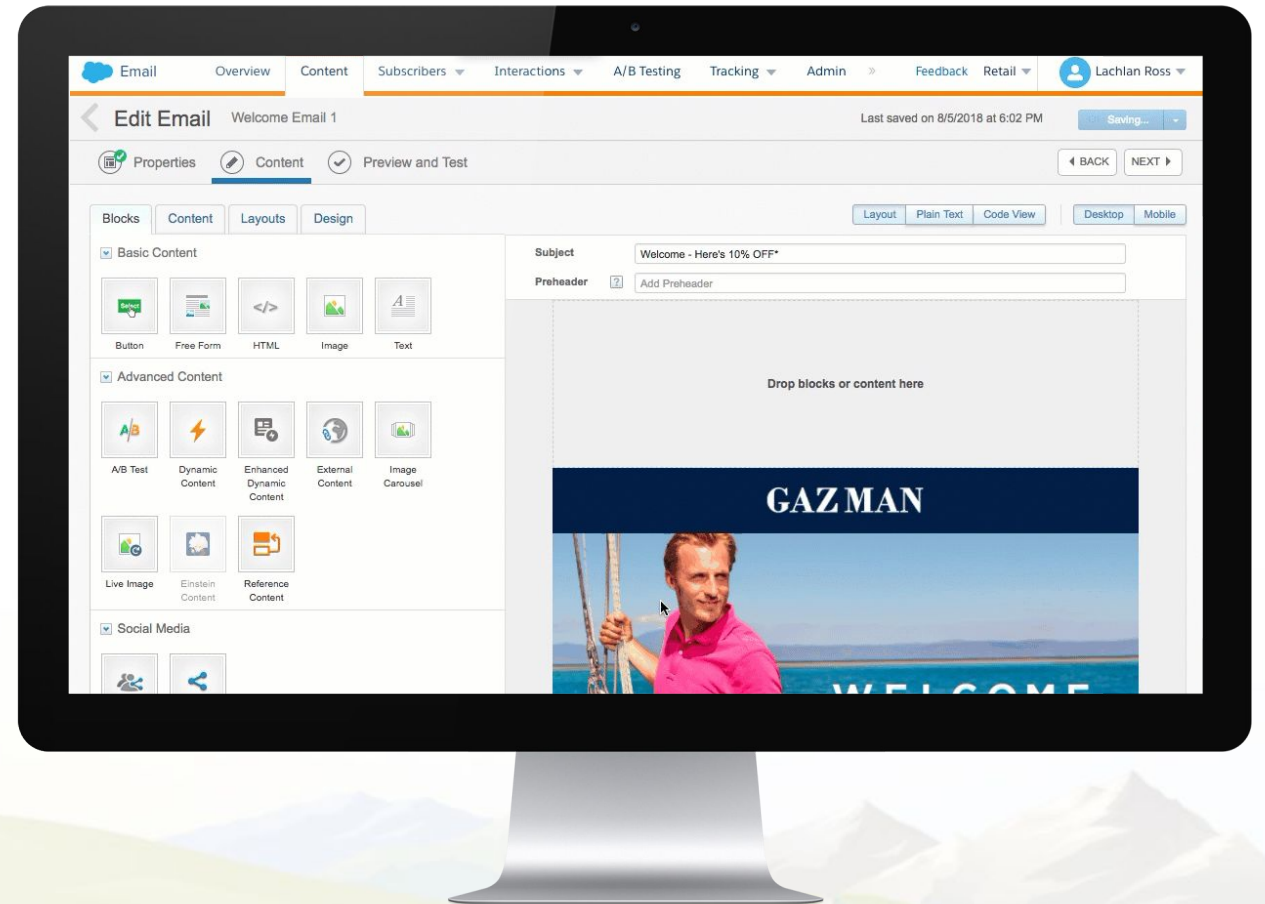 Email Overview Content Subscribers Interactions A/B Testing Tracking Admin » Feedback Retail Lachlan Ross
Edit Email Welcome Email 1 Last saved on 8/5/2018 at 6:02 PM Saving...
Properties Content Preview and Test BACK NEXT
Blocks Content Layouts Design Layout Plain Text Code View Desktop Mobile
Basic Content
Select </> A
Button Free Form HTML Image Text
Advanced Content
A/B
A/B Test Dynamic Content Enhanced Dynamic Content External Content Image Carousel
Live Image Einstein Content Reference Content
Social Media
Subject Welcome - Here's 10% OFF*
Preheader ? Add Preheader
Drop blocks or content here
GAZMAN
WELCOME